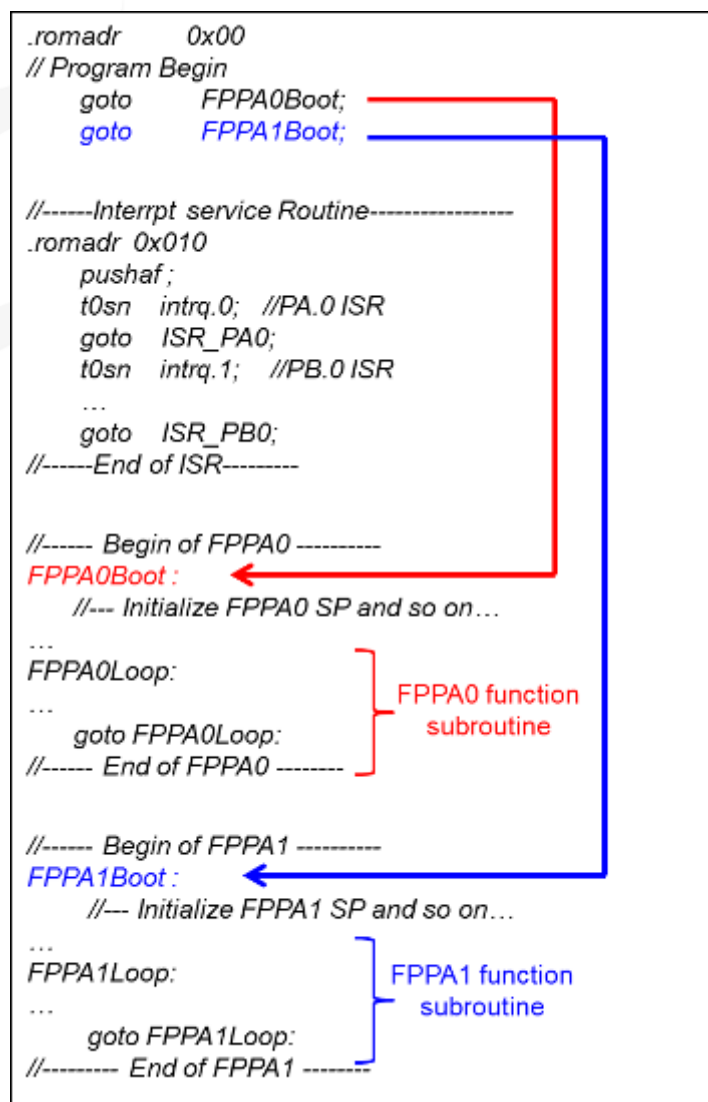 .romadr 0x00
// Program Begin
goto FPPA0Boot;
goto FPPA1Boot;
//------Interrpt service Routine-----------------
.romadr 0x010
pushaf ;
t0sn intrq.0; //PA.0 ISR
goto ISR_PA0;
t0sn intrq.1; //PB.0 ISR
…
goto ISR_PB0;
//------End of ISR---------
//------ Begin of FPPA0 ----------
FPPA0Boot :
//--- Initialize FPPA0 SP and so on…
…
FPPA0Loop:
…
goto FPPA0Loop:
//------ End of FPPA0 --------
FPPA0 function
subroutine
//------ Begin of FPPA1 ----------
FPPA1Boot :
//--- Initialize FPPA1 SP and so on…
…
FPPA1Loop:
…
goto FPPA1Loop:
//--------- End of FPPA1 --------
FPPA1 function
subroutine